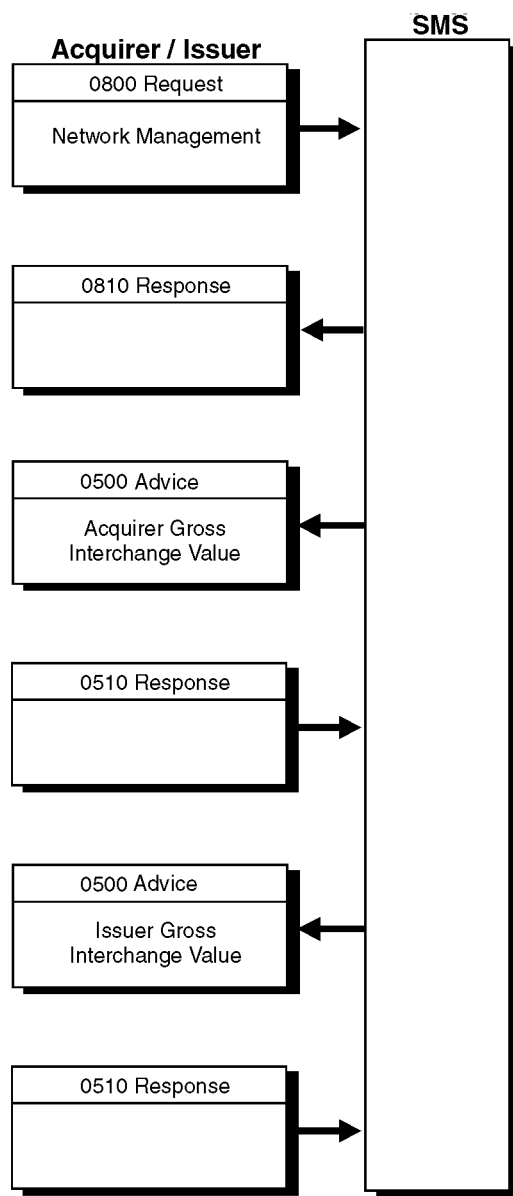 SMS
Acquirer / Issuer
0800 Request
Network Management
0810 Response
0500 Advice
Acquirer Gross
Interchange Value
0510 Response
0500 Advice
Issuer Gross
Interchange Value
0510 Response